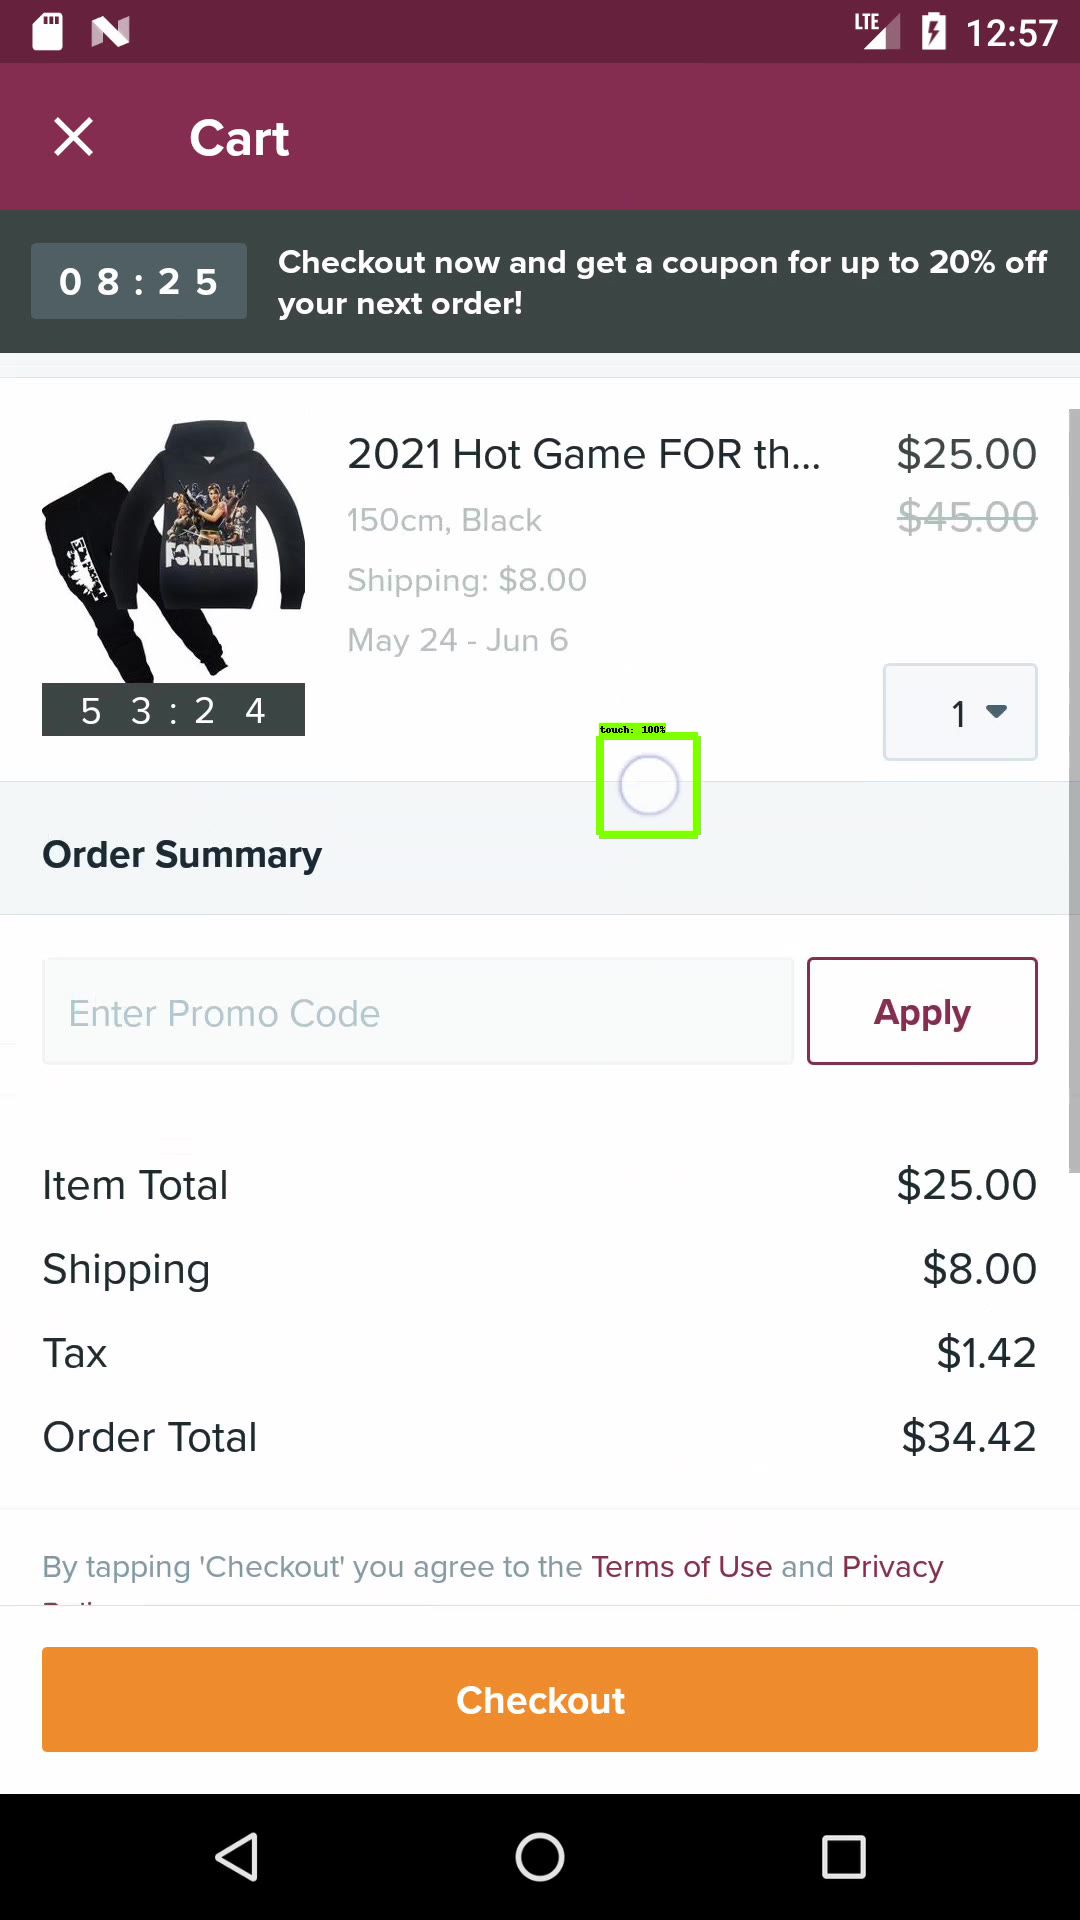 LTE 12:57
Cart
08:25
Checkout now and get a coupon for up to 20% off
your next order!
2021 Hot Game FOR th...
$25.00
150cm, Black
$45.00
Shipping: $8.00
May 24 - Jun 6
FORTNITE
53:24
1
touch: 100%
Order Summary
Enter Promo Code
Apply
Item Total $25.00
Shipping $8.00
Tax $1.42
Order Total $34.42
By tapping 'Checkout' you agree to the Terms of Use and Privacy
Checkout